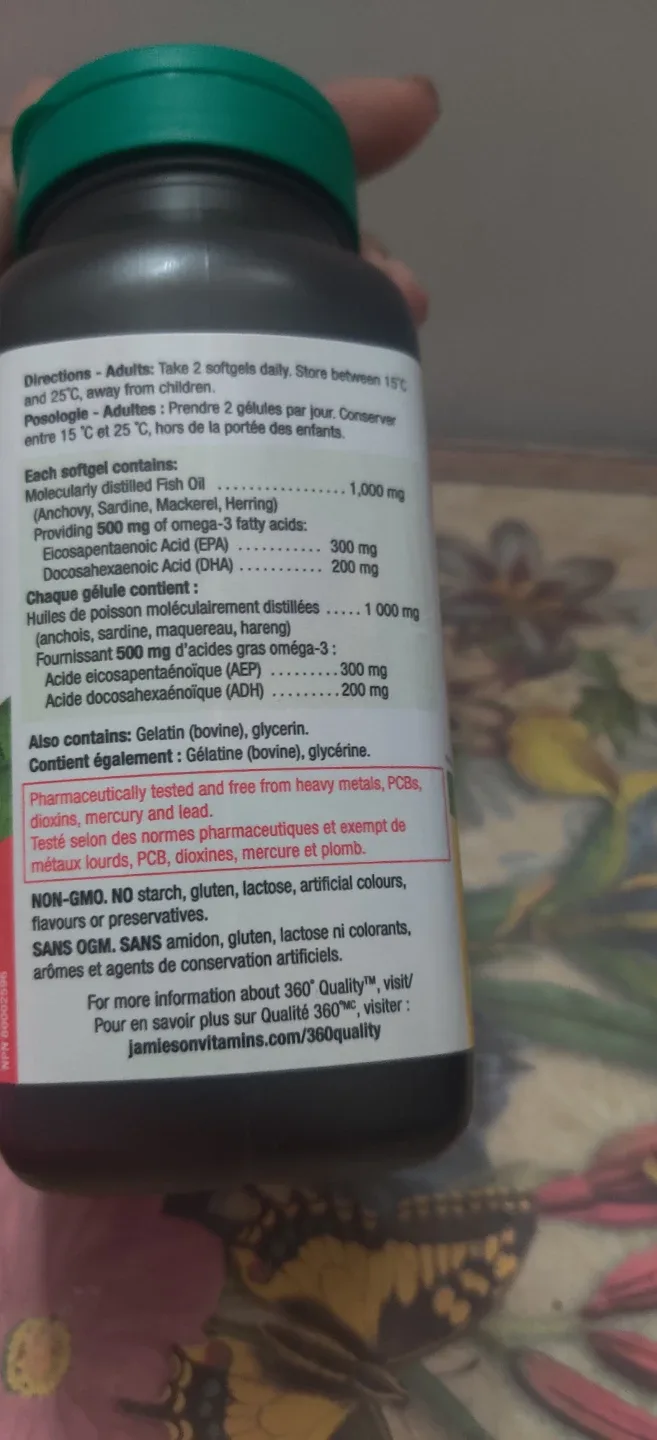 Directions - Adults: Take 2 softgels daily. Store between 15°C
and 25°C, away from children.
Posologie - Adultes : Prendre 2 gélules par jour. Conserver
entre 15 °C et 25 °C, hors de la portée des enfants.
Each softgel contains:
Molecularly distilled Fish Oil ................. 1,000 mg
(Anchovy, Sardine, Mackerel, Herring)
Providing 500 mg of omega-3 fatty acids:
Eicosapentaenoic Acid (EPA) ........... 300 mg
Docosahexaenoic Acid (DHA) ........... 200 mg
Chaque gélule contient :
Huiles de poisson moléculairement distillées ..... 1 000 mg
(anchois, sardine, maquereau, hareng)
Fournissant 500 mg d'acides gras oméga-3 :
Acide eicosapentaénoïque (AEP) ......... 300 mg
Acide docosahexaénoïque (ADH) ......... 200 mg
Also contains: Gelatin (bovine), glycerin.
Contient également : Gélatine (bovine), glycérine.
Pharmaceutically tested and free from heavy metals, PCBs,
dioxins, mercury and lead.
Testé selon des normes pharmaceutiques et exempt de
métaux lourds, PCB, dioxines, mercure et plomb.
NON-GMO. NO starch, gluten, lactose, artificial colours,
flavours or preservatives.
SANS OGM. SANS amidon, gluten, lactose ni colorants,
arômes et agents de conservation artificiels.
For more information about 360° Quality™, visit/
Pour en savoir plus sur Qualité 360°ᴹᶜ, visiter :
jamiesonvitamins.com/360quality
NPN